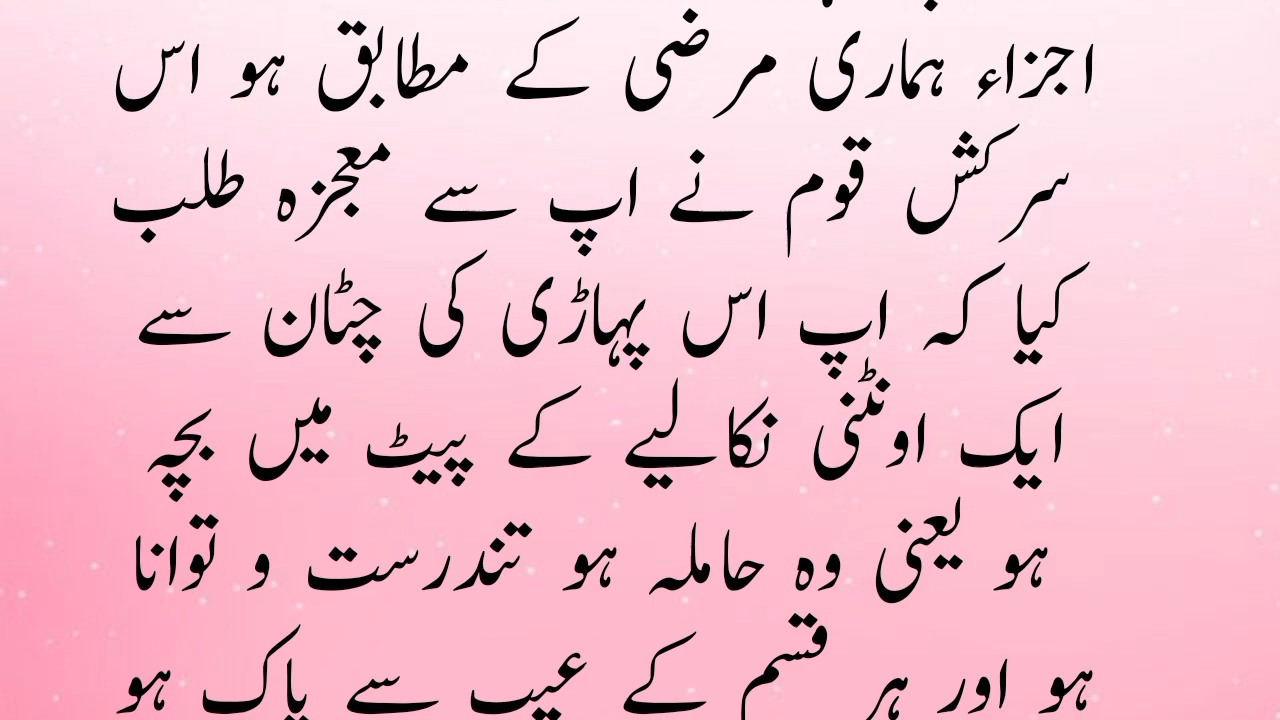 اجزاء ہماری مرضی کے مطابق ہو اس
سرکش قوم نے اپ سے معجزہ طلب
کیا کہ اپ اس پہاڑی کی چٹان سے
ایک اونٹنی نکالیے کے پیٹ میں بچہ
ہو یعنی وہ حاملہ ہو تندرست و توانا
ہو اور ہر قسم کے عیب سے پاک ہو